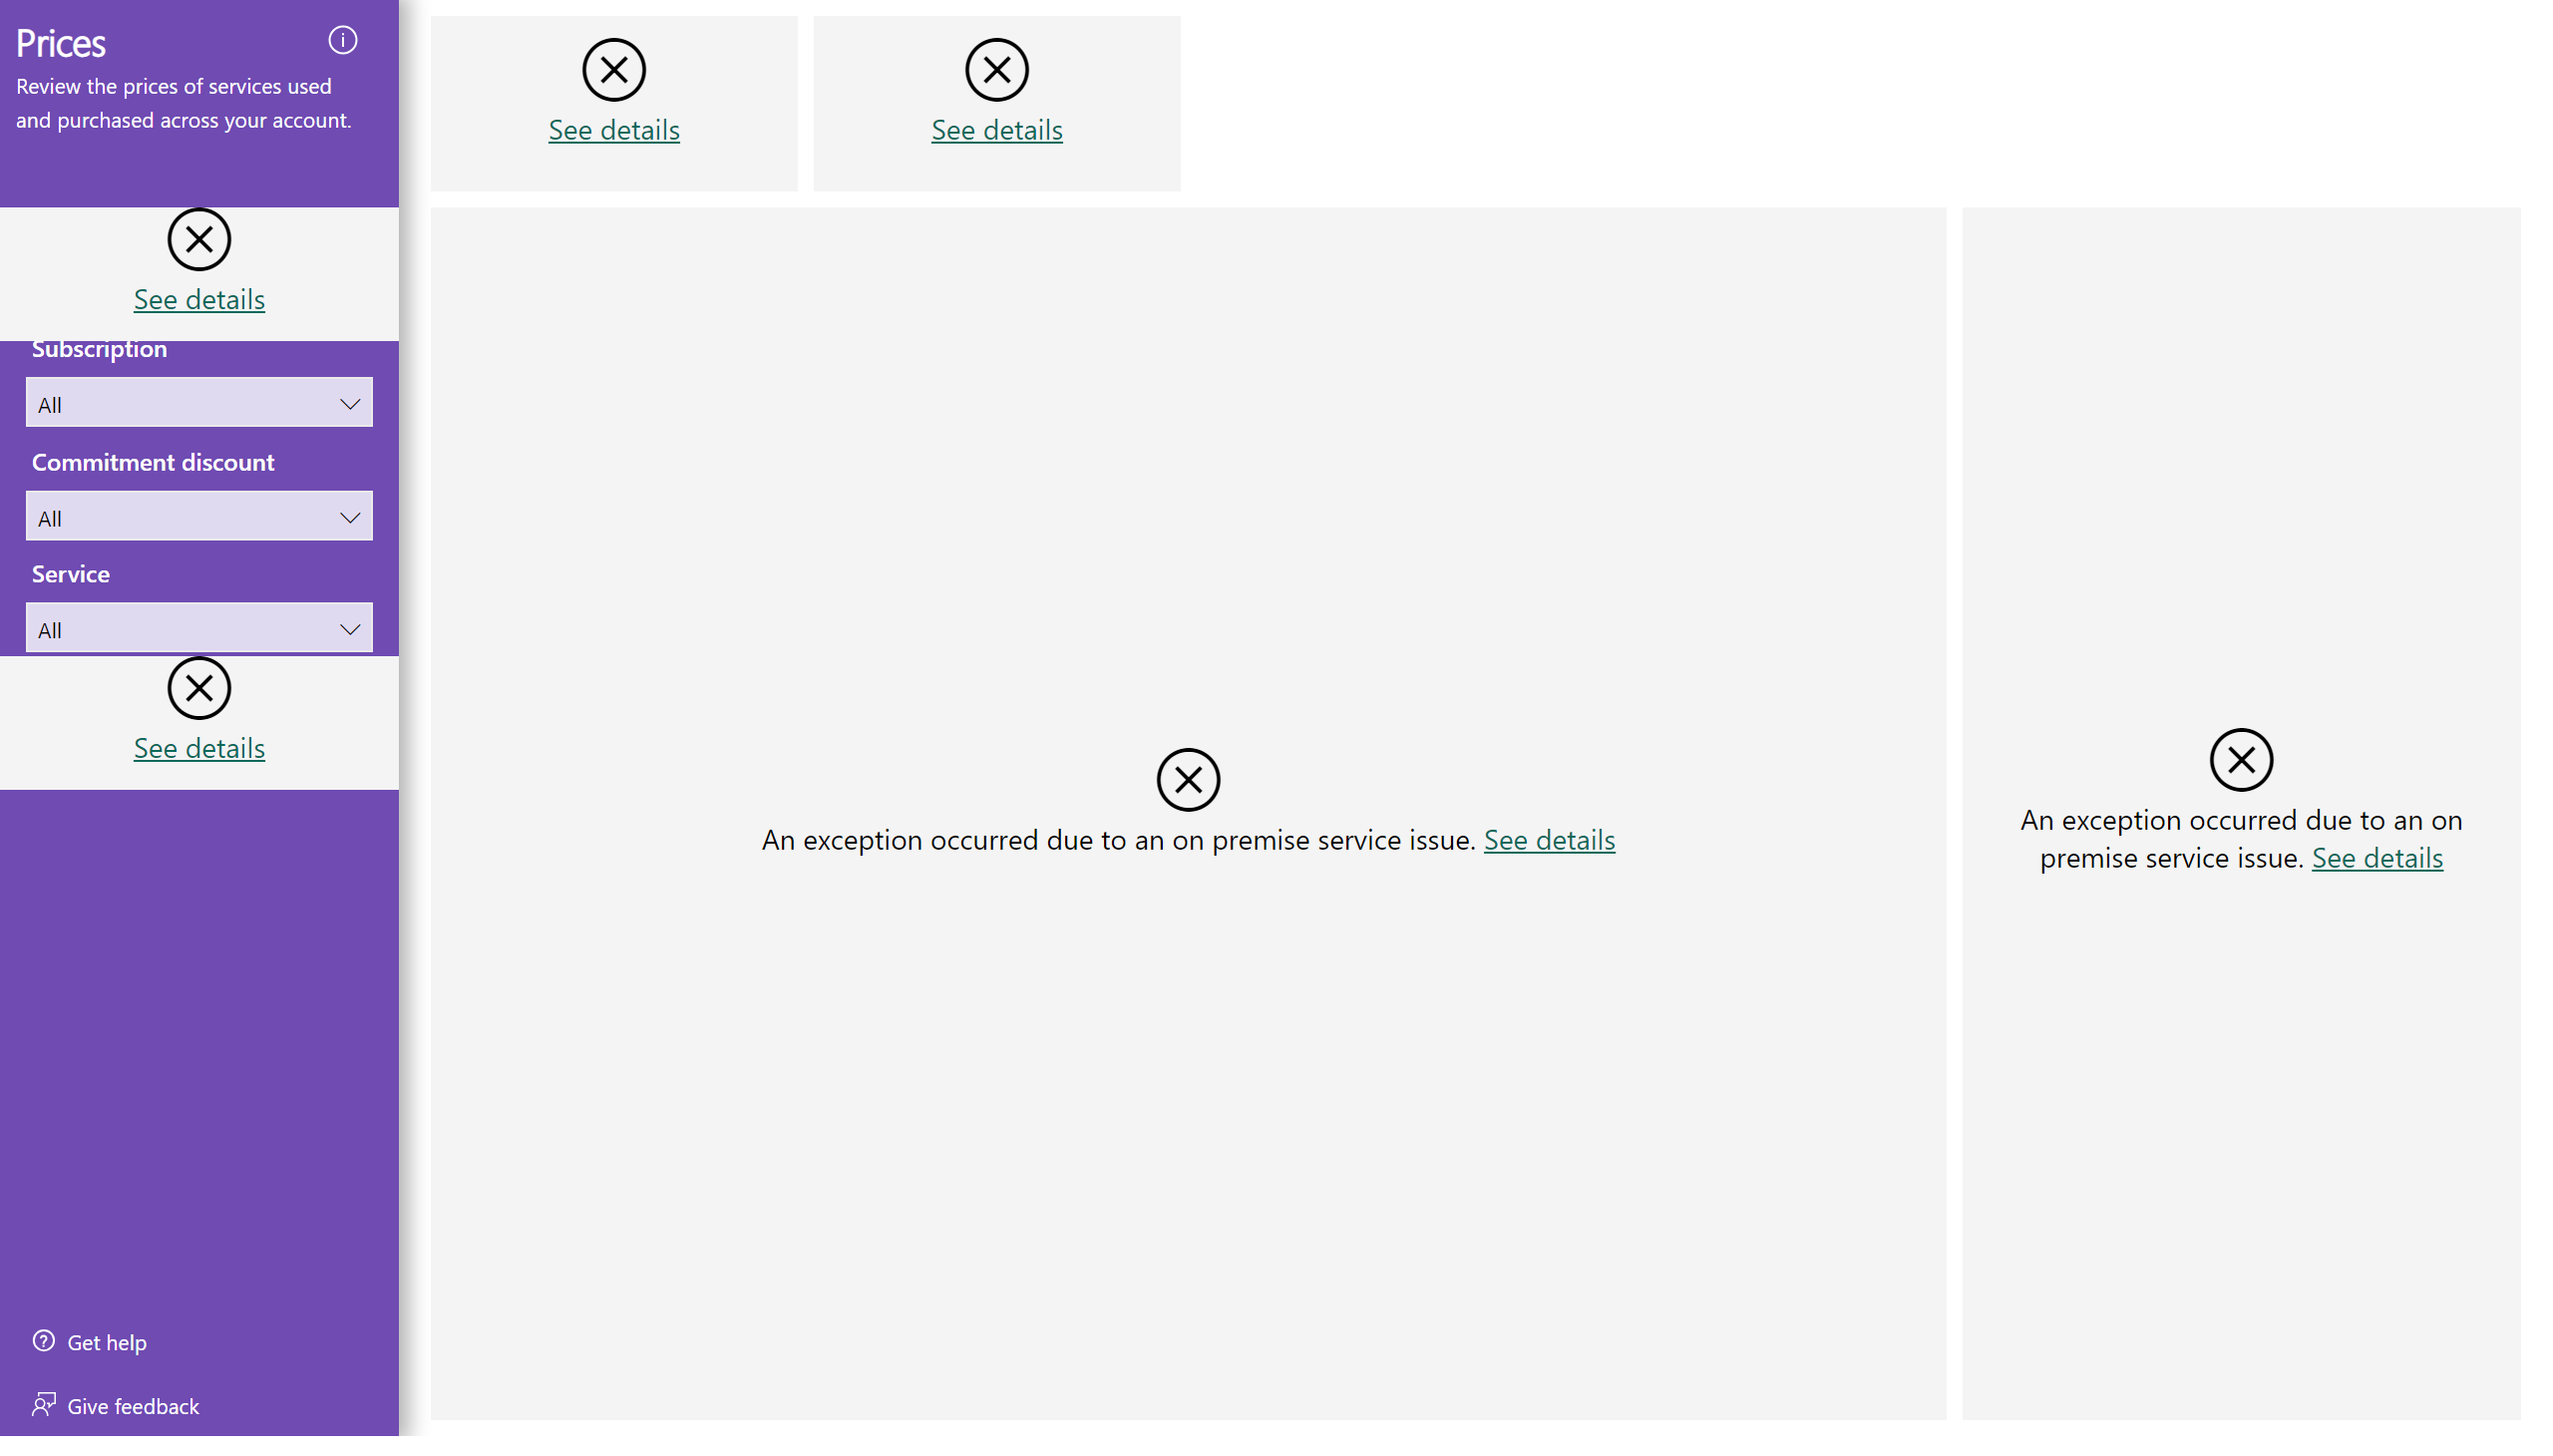 Prices
Review the prices of services used
and purchased across your account.
See details
Subscription
All
Commitment discount
All
Service
All
See details
Get help
Give feedback
See details
See details
An exception occurred due to an on premise service issue. See details
An exception occurred due to an on
premise service issue. See details